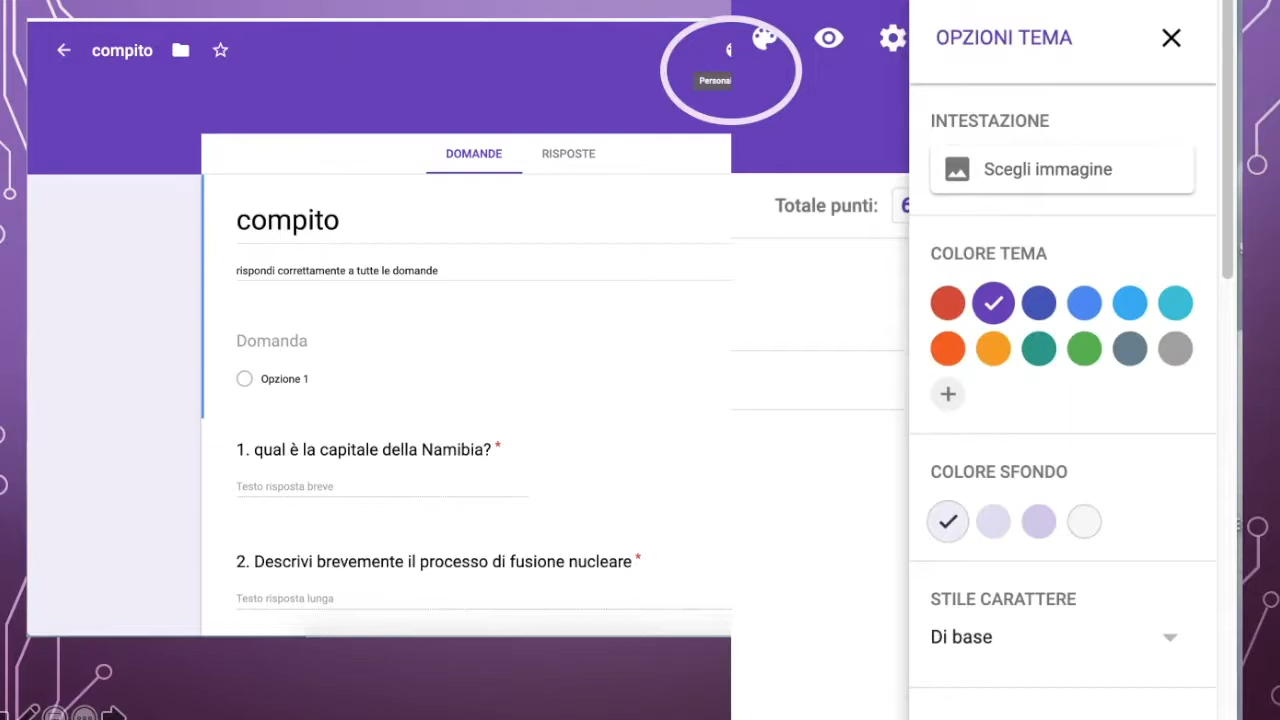 compito
Personal
DOMANDE
RISPOSTE
compito
rispondi correttamente a tutte le domande
Domanda
Opzione 1
1. qual è la capitale della Namibia? *
Testo risposta breve
2. Descrivi brevemente il processo di fusione nucleare *
Testo risposta lunga
Totale punti:
OPZIONI TEMA
INTESTAZIONE
Scegli immagine
COLORE TEMA
COLORE SFONDO
STILE CARATTERE
Di base